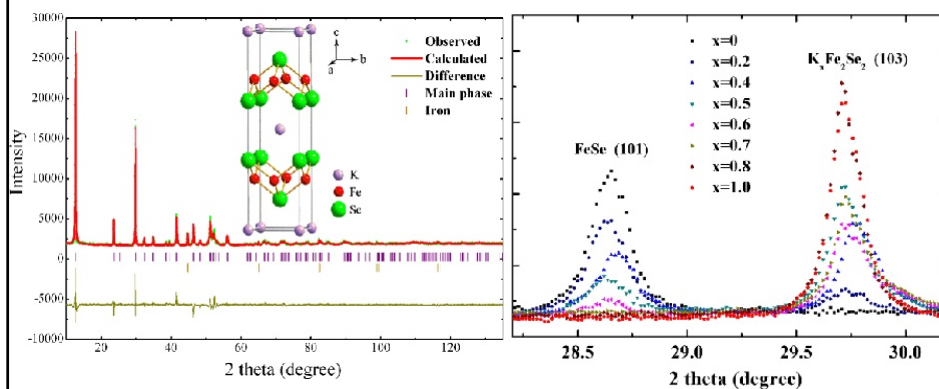 30000
25000
20000
15000
10000
5000
0
-5000
-10000
Intensity
20
40
60
80
100
120
2 theta (degree)
c
b
a
Observed
Calculated
Difference
Main phase
Iron
K
Fe
Se
x=0
x=0.2
x=0.4
x=0.5
x=0.6
x=0.7
x=0.8
x=1.0
FeSe (101)
KₓFe₂Se₂ (103)
28.5
29.0
29.5
30.0
2 theta (degree)